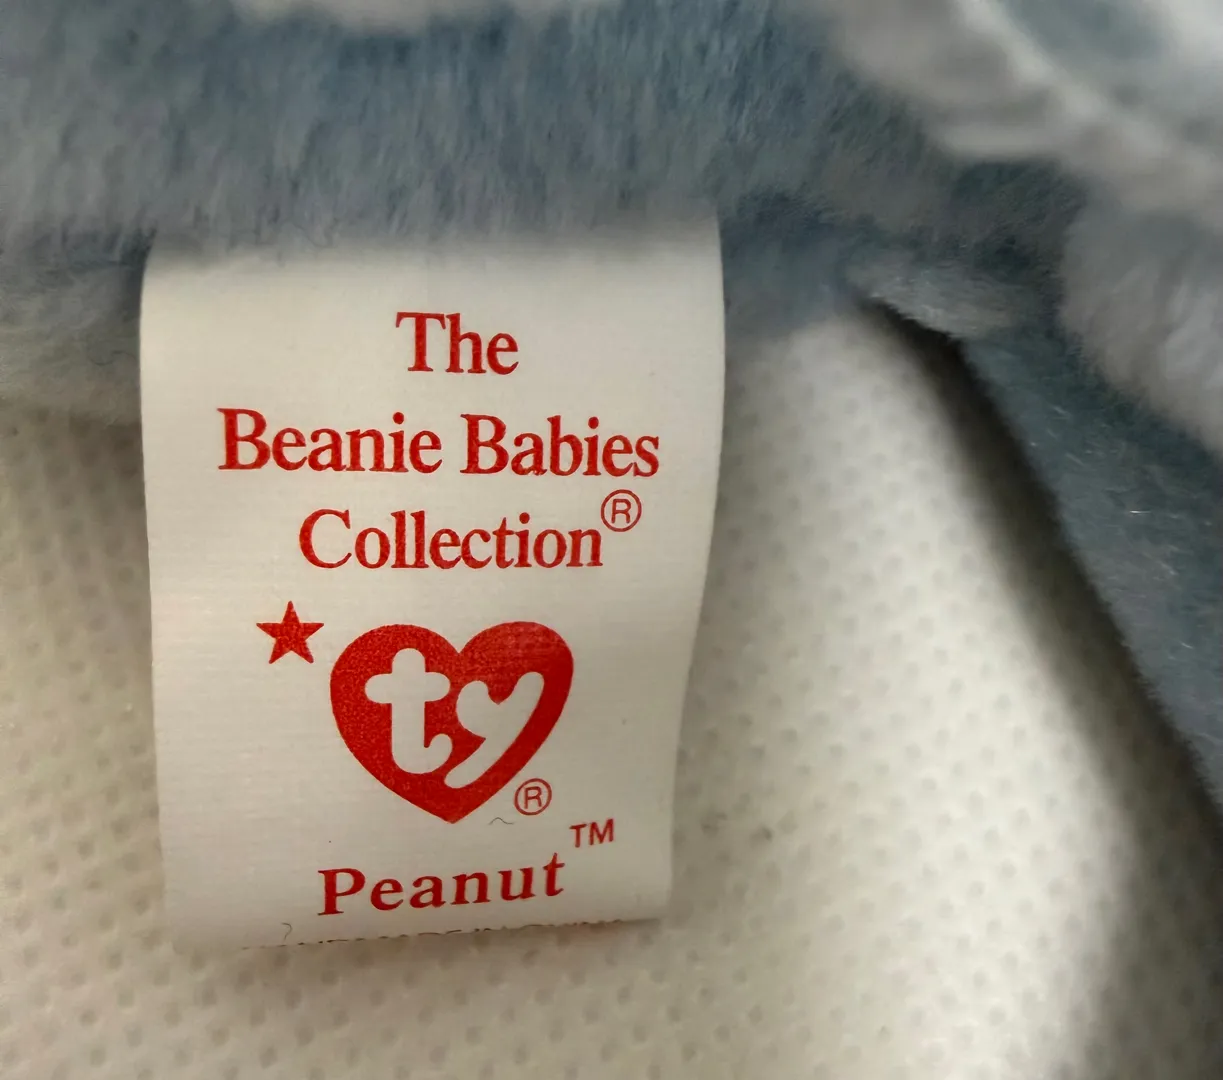 The
Beanie Babies
Collection®
ty®
Peanut™